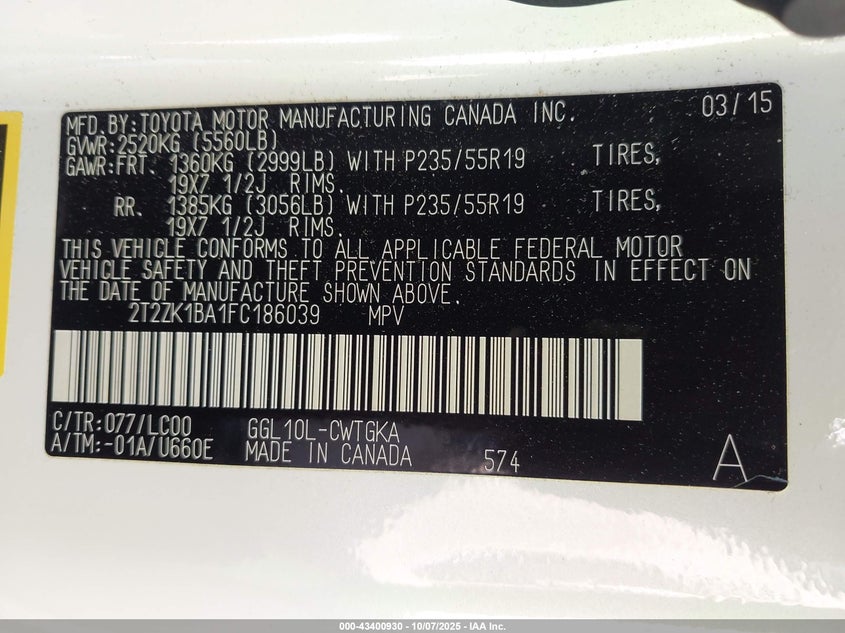 MFD. BY: TOYOTA MOTOR MANUFACTURING CANADA INC. 03/15
GVWR: 2520KG (5560LB)
GAWR: FRT. 1360KG (2999LB) WITH P235/55R19 TIRES,
19X7 1/2J RIMS.
RR. 1385KG (3056LB) WITH P235/55R19 TIRES,
19X7 1/2J RIMS.
THIS VEHICLE CONFORMS TO ALL APPLICABLE FEDERAL MOTOR
VEHICLE SAFETY AND THEFT PREVENTION STANDARDS IN EFFECT ON
THE DATE OF MANUFACTURE SHOWN ABOVE.
2T2ZK1BA1FC186039 MPV
C/TR: 077/LC00 GGL10L-CWTGKA
A/TM: -01A/U660E MADE IN CANADA 574 A
000-43400930 - 10/07/2025 - IAA Inc.